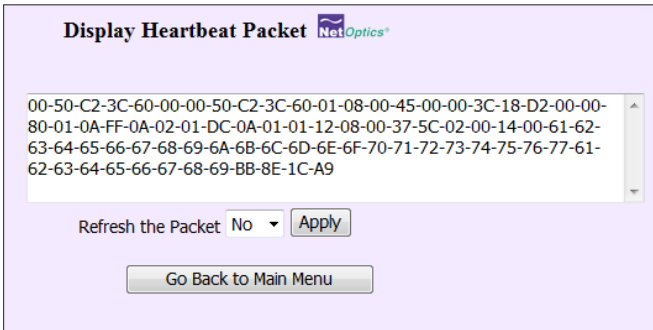 Display Heartbeat Packet NetOptics®
00-50-C2-3C-60-00-00-50-C2-3C-60-01-08-00-45-00-00-3C-18-D2-00-00-
80-01-0A-FF-0A-02-01-DC-0A-01-01-12-08-00-37-5C-02-00-14-00-61-62-
63-64-65-66-67-68-69-6A-6B-6C-6D-6E-6F-70-71-72-73-74-75-76-77-61-
62-63-64-65-66-67-68-69-BB-8E-1C-A9
Refresh the Packet No Apply
Go Back to Main Menu